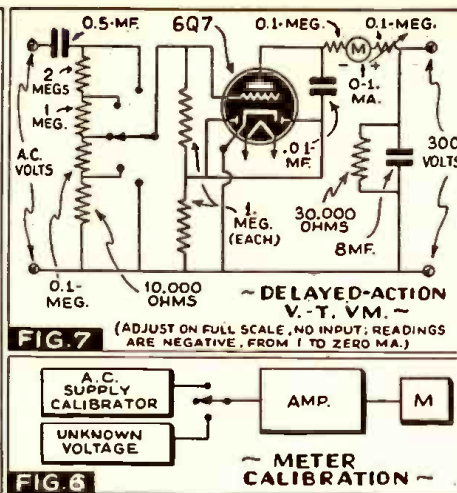 0.5-MF.
6Q7
0.1-MEG.
0.1-MEG.
M
- +
0-1.
MA.
2
MEGS
1
MEG.
A.C.
VOLTS
.01-
MF.
300
VOLTS
1.
MEG.
(EACH)
30,000
OHMS
8MF.
0.1-
MEG.
10,000
OHMS
~ DELAYED-ACTION
V.-T. VM. ~
FIG.7
(ADJUST ON FULL SCALE, NO INPUT; READINGS
ARE NEGATIVE, FROM 1 TO ZERO MA.)
A.C.
SUPPLY
CALIBRATOR
AMP.
M
UNKNOWN
VOLTAGE
FIG.6
~ METER
CALIBRATION ~